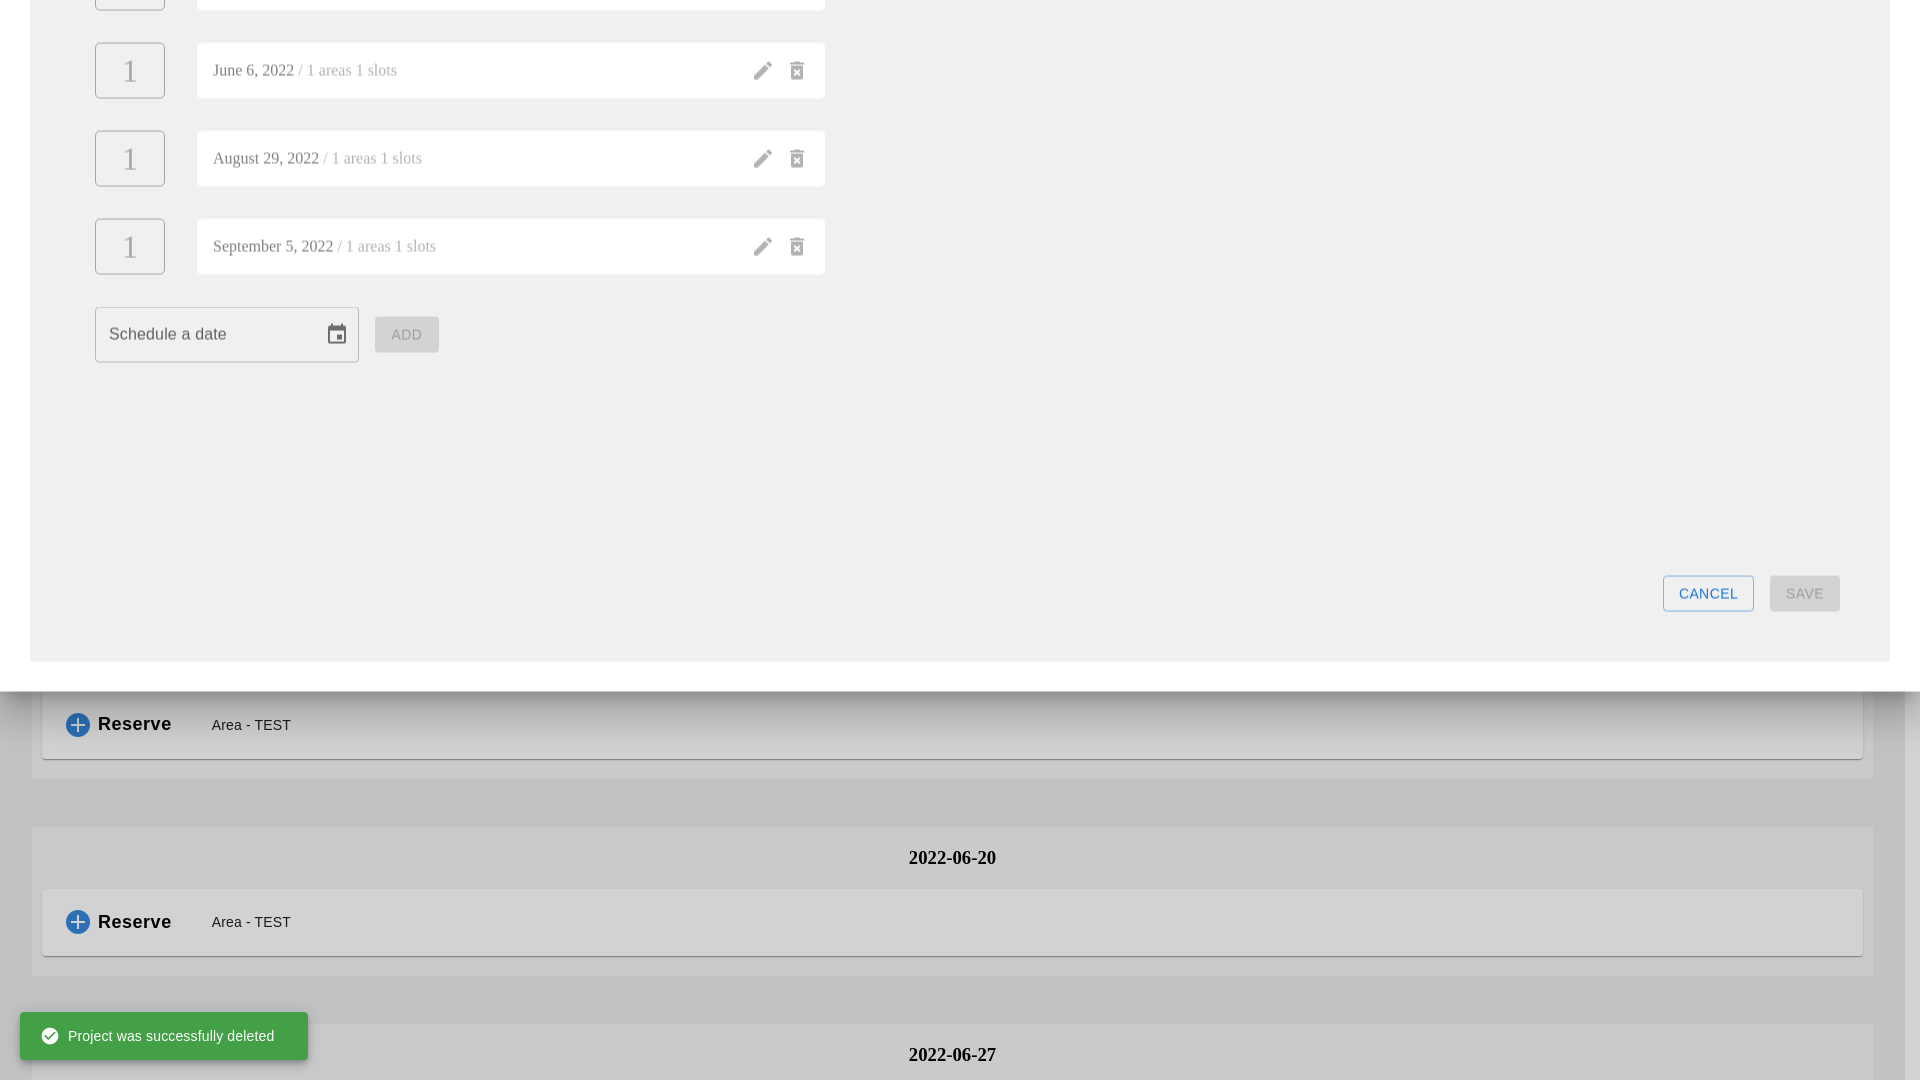 1
June 6, 2022 / 1 areas 1 slots
1
August 29, 2022 / 1 areas 1 slots
1
September 5, 2022 / 1 areas 1 slots
Schedule a date
ADD
CANCEL
SAVE
Reserve
Area - TEST
2022-06-20
Reserve
Area - TEST
Project was successfully deleted
2022-06-27